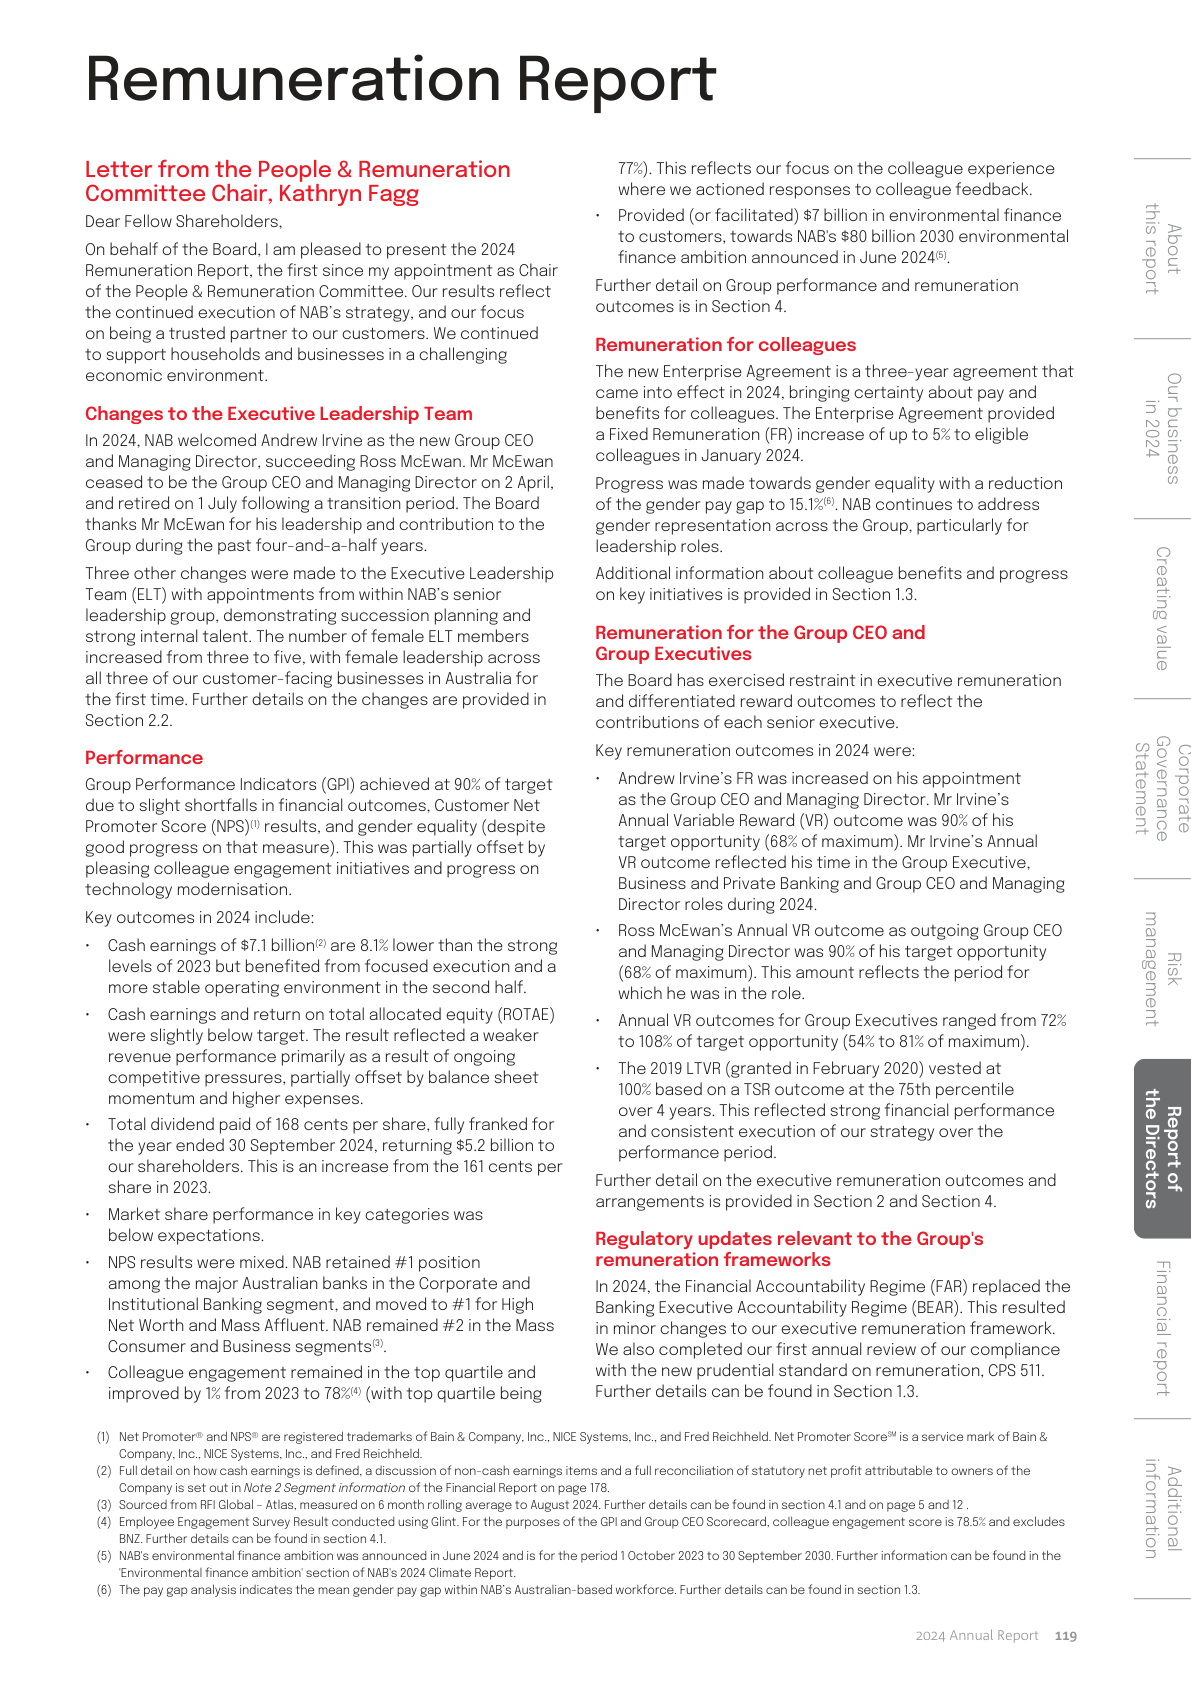 Remuneration Report
Letter from the People & Remuneration
Committee Chair, Kathryn Fagg
Dear Fellow Shareholders,
On behalf of the Board, I am pleased to present the 2024
Remuneration Report, the first since my appointment as Chair
of the People & Remuneration Committee. Our results reflect
the continued execution of NAB's strategy, and our focus
on being a trusted partner to our customers. We continued
to support households and businesses in a challenging
economic environment.
Changes to the Executive Leadership Team
In 2024, NAB welcomed Andrew Irvine as the new Group CEO
and Managing Director, succeeding Ross McEwan. Mr McEwan
ceased to be the Group CEO and Managing Director on 2 April,
and retired on 1 July following a transition period. The Board
thanks Mr McEwan for his leadership and contribution to the
Group during the past four-and-a-half years.
Three other changes were made to the Executive Leadership
Team (ELT) with appointments from within NAB's senior
leadership group, demonstrating succession planning and
strong internal talent. The number of female ELT members
increased from three to five, with female leadership across
all three of our customer-facing businesses in Australia for
the first time. Further details on the changes are provided in
Section 2.2.
Performance
Group Performance Indicators (GPI) achieved at 90% of target
due to slight shortfalls in financial outcomes, Customer Net
Promoter Score (NPS)(1) results, and gender equality (despite
good progress on that measure). This was partially offset by
pleasing colleague engagement initiatives and progress on
technology modernisation.
Key outcomes in 2024 include:
• Cash earnings of $7.1 billion(2) are 8.1% lower than the strong
levels of 2023 but benefited from focused execution and a
more stable operating environment in the second half.
• Cash earnings and return on total allocated equity (ROTAE)
were slightly below target. The result reflected a weaker
revenue performance primarily as a result of ongoing
competitive pressures, partially offset by balance sheet
momentum and higher expenses.
• Total dividend paid of 168 cents per share, fully franked for
the year ended 30 September 2024, returning $5.2 billion to
our shareholders. This is an increase from the 161 cents per
share in 2023.
• Market share performance in key categories was
below expectations.
• NPS results were mixed. NAB retained #1 position
among the major Australian banks in the Corporate and
Institutional Banking segment, and moved to #1 for High
Net Worth and Mass Affluent. NAB remained #2 in the Mass
Consumer and Business segments(3).
• Colleague engagement remained in the top quartile and
improved by 1% from 2023 to 78%(4) (with top quartile being
77%). This reflects our focus on the colleague experience
where we actioned responses to colleague feedback.
• Provided (or facilitated) $7 billion in environmental finance
to customers, towards NAB's $80 billion 2030 environmental
finance ambition announced in June 2024(5).
Further detail on Group performance and remuneration
outcomes is in Section 4.
Remuneration for colleagues
The new Enterprise Agreement is a three-year agreement that
came into effect in 2024, bringing certainty about pay and
benefits for colleagues. The Enterprise Agreement provided
a Fixed Remuneration (FR) increase of up to 5% to eligible
colleagues in January 2024.
Progress was made towards gender equality with a reduction
of the gender pay gap to 15.1%(6). NAB continues to address
gender representation across the Group, particularly for
leadership roles.
Additional information about colleague benefits and progress
on key initiatives is provided in Section 1.3.
Remuneration for the Group CEO and
Group Executives
The Board has exercised restraint in executive remuneration
and differentiated reward outcomes to reflect the
contributions of each senior executive.
Key remuneration outcomes in 2024 were:
• Andrew Irvine's FR was increased on his appointment
as the Group CEO and Managing Director. Mr Irvine's
Annual Variable Reward (VR) outcome was 90% of his
target opportunity (68% of maximum). Mr Irvine's Annual
VR outcome reflected his time in the Group Executive,
Business and Private Banking and Group CEO and Managing
Director roles during 2024.
• Ross McEwan's Annual VR outcome as outgoing Group CEO
and Managing Director was 90% of his target opportunity
(68% of maximum). This amount reflects the period for
which he was in the role.
• Annual VR outcomes for Group Executives ranged from 72%
to 108% of target opportunity (54% to 81% of maximum).
• The 2019 LTVR (granted in February 2020) vested at
100% based on a TSR outcome at the 75th percentile
over 4 years. This reflected strong financial performance
and consistent execution of our strategy over the
performance period.
Further detail on the executive remuneration outcomes and
arrangements is provided in Section 2 and Section 4.
Regulatory updates relevant to the Group's
remuneration frameworks
In 2024, the Financial Accountability Regime (FAR) replaced the
Banking Executive Accountability Regime (BEAR). This resulted
in minor changes to our executive remuneration framework.
We also completed our first annual review of our compliance
with the new prudential standard on remuneration, CPS 511.
Further details can be found in Section 1.3.
(1) Net Promoter® and NPS® are registered trademarks of Bain & Company, Inc., NICE Systems, Inc., and Fred Reichheld. Net Promoter Score℠ is a service mark of Bain &
Company, Inc., NICE Systems, Inc., and Fred Reichheld.
(2) Full detail on how cash earnings is defined, a discussion of non-cash earnings items and a full reconciliation of statutory net profit attributable to owners of the
Company is set out in Note 2 Segment information of the Financial Report on page 178.
(3) Sourced from RFI Global – Atlas, measured on 6 month rolling average to August 2024. Further details can be found in section 4.1 and on page 5 and 12 .
(4) Employee Engagement Survey Result conducted using Glint. For the purposes of the GPI and Group CEO Scorecard, colleague engagement score is 78.5% and excludes
BNZ. Further details can be found in section 4.1.
(5) NAB's environmental finance ambition was announced in June 2024 and is for the period 1 October 2023 to 30 September 2030. Further information can be found in the
'Environmental finance ambition' section of NAB's 2024 Climate Report.
(6) The pay gap analysis indicates the mean gender pay gap within NAB's Australian-based workforce. Further details can be found in section 1.3.
About
this report
Our business
in 2024
Creating value
Corporate
Governance
Statement
Risk
management
Report of
the Directors
Financial report
Additional
information
2024 Annual Report 119